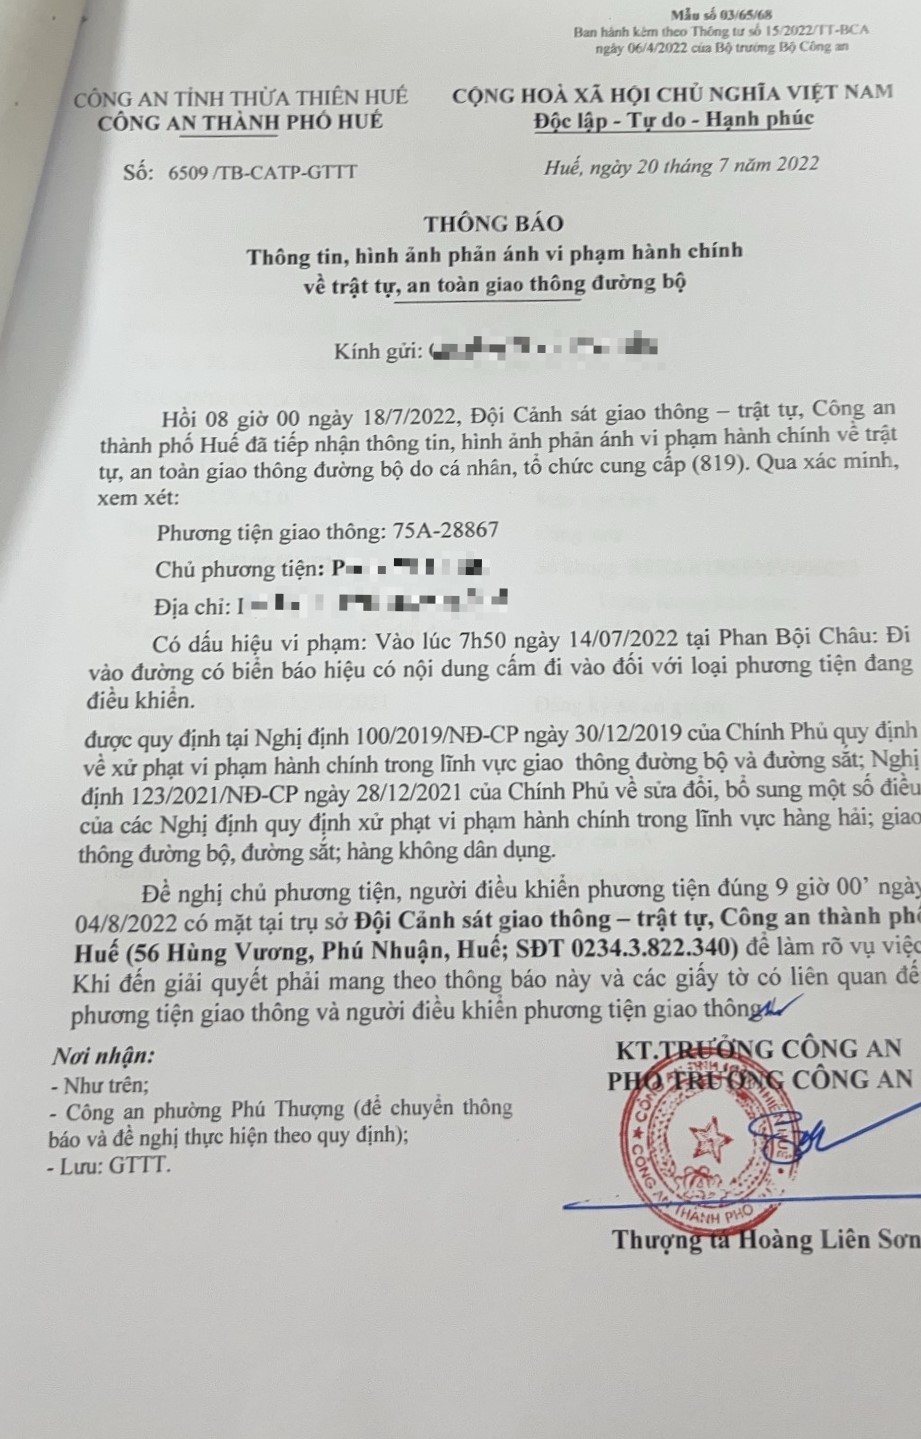 Mẫu số 03/65/68
Ban hành kèm theo Thông tư số 15/2022/TT-BCA
ngày 06/4/2022 của Bộ trưởng Bộ Công an
CÔNG AN TỈNH THỪA THIÊN HUẾ
CÔNG AN THÀNH PHỐ HUẾ
CỘNG HOÀ XÃ HỘI CHỦ NGHĨA VIỆT NAM
Độc lập - Tự do - Hạnh phúc
Số: 6509 /TB-CATP-GTTT
Huế, ngày 20 tháng 7 năm 2022
THÔNG BÁO
Thông tin, hình ảnh phản ánh vi phạm hành chính
về trật tự, an toàn giao thông đường bộ
Kính gửi:
Hồi 08 giờ 00 ngày 18/7/2022, Đội Cảnh sát giao thông – trật tự, Công an
thành phố Huế đã tiếp nhận thông tin, hình ảnh phản ánh vi phạm hành chính về trật
tự, an toàn giao thông đường bộ do cá nhân, tổ chức cung cấp (819). Qua xác minh,
xem xét:
Phương tiện giao thông: 75A-28867
Chủ phương tiện: P
Địa chỉ:
Có dấu hiệu vi phạm: Vào lúc 7h50 ngày 14/07/2022 tại Phan Bội Châu: Đi
vào đường có biển báo hiệu có nội dung cấm đi vào đối với loại phương tiện đang
điều khiển.
được quy định tại Nghị định 100/2019/NĐ-CP ngày 30/12/2019 của Chính Phủ quy định
về xử phạt vi phạm hành chính trong lĩnh vực giao thông đường bộ và đường sắt; Nghị
định 123/2021/NĐ-CP ngày 28/12/2021 của Chính Phủ về sửa đổi, bổ sung một số điều
của các Nghị định quy định xử phạt vi phạm hành chính trong lĩnh vực hàng hải; giao
thông đường bộ, đường sắt; hàng không dân dụng.
Đề nghị chủ phương tiện, người điều khiển phương tiện đúng 9 giờ 00’ ngày
04/8/2022 có mặt tại trụ sở Đội Cảnh sát giao thông – trật tự, Công an thành phố
Huế (56 Hùng Vương, Phú Nhuận, Huế; SĐT 0234.3.822.340) để làm rõ vụ việc
Khi đến giải quyết phải mang theo thông báo này và các giấy tờ có liên quan đế
phương tiện giao thông và người điều khiển phương tiện giao thông
Nơi nhận:
- Như trên;
- Công an phường Phú Thượng (để chuyển thông
báo và đề nghị thực hiện theo quy định);
- Lưu: GTTT.
KT.TRƯỞNG CÔNG AN
PHÓ TRƯỞNG CÔNG AN
CÔNG AN THÀNH PHỐ
Thượng tá Hoàng Liên Sơn